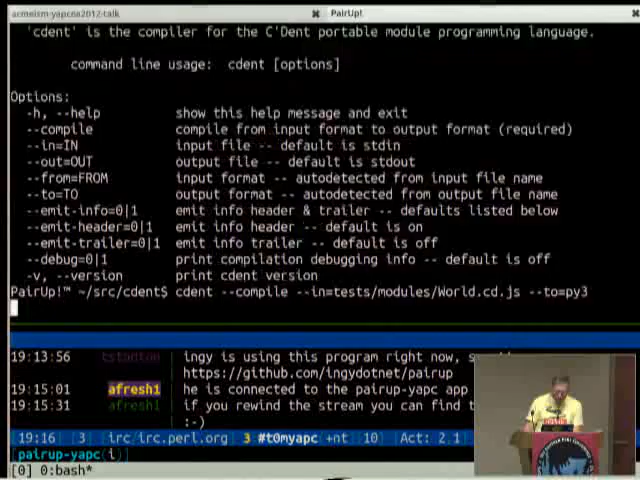 acmeism-yapcna2012-talk
PairUp!
'cdent' is the compiler for the C'Dent portable module programming language.
command line usage: cdent [options]
Options:
-h, --help show this help message and exit
--compile compile from input format to output format (required)
--in=IN input file -- default is stdin
--out=OUT output file -- default is stdout
--from=FROM input format -- autodetected from input file name
--to=TO output format -- autodetected from output file name
--emit-info=0|1 emit info header & trailer -- defaults listed below
--emit-header=0|1 emit info header -- default is on
--emit-trailer=0|1 emit info trailer -- default is off
--debug=0|1 print compilation debugging info -- default is off
-v, --version print cdent version
PairUp!™ ~/src/cdent$ cdent --compile --in=tests/modules/World.cd.js --to=py3
19:13:56 ingy is using this program right now,
https://github.com/ingydotnet/pairup
19:15:01 afresh1 he is connected to the pairup-yapc app
19:15:31 afresh1 if you rewind the stream you can find
:-)
19:16 [3 irc/irc.perl.org 3 #t0myapc +nt 10] Act: 2.1
[pairup-yapc(i)
[0] 0:bash*